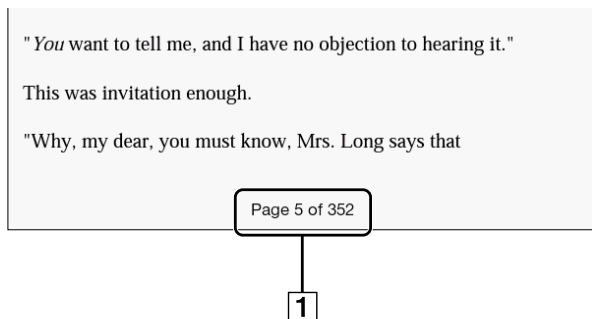 "You want to tell me, and I have no objection to hearing it."
This was invitation enough.
"Why, my dear, you must know, Mrs. Long says that
Page 5 of 352
1